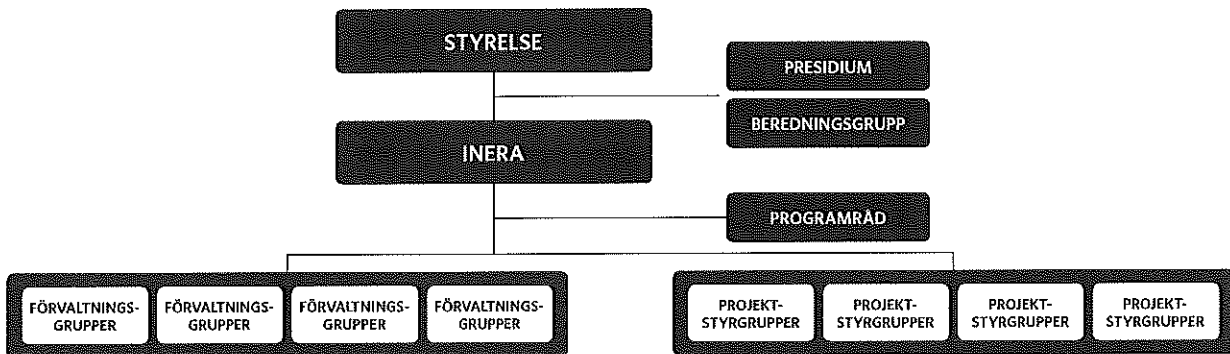 STYRELSE
PRESIDIUM
BEREDNINGSGRUPP
INERA
PROGRAMRÅD
FÖRVALTNINGS-
GRUPPER
FÖRVALTNINGS-
GRUPPER
FÖRVALTNINGS-
GRUPPER
FÖRVALTNINGS-
GRUPPER
PROJEKT-
STYRGRUPPER
PROJEKT-
STYRGRUPPER
PROJEKT-
STYRGRUPPER
PROJEKT-
STYRGRUPPER